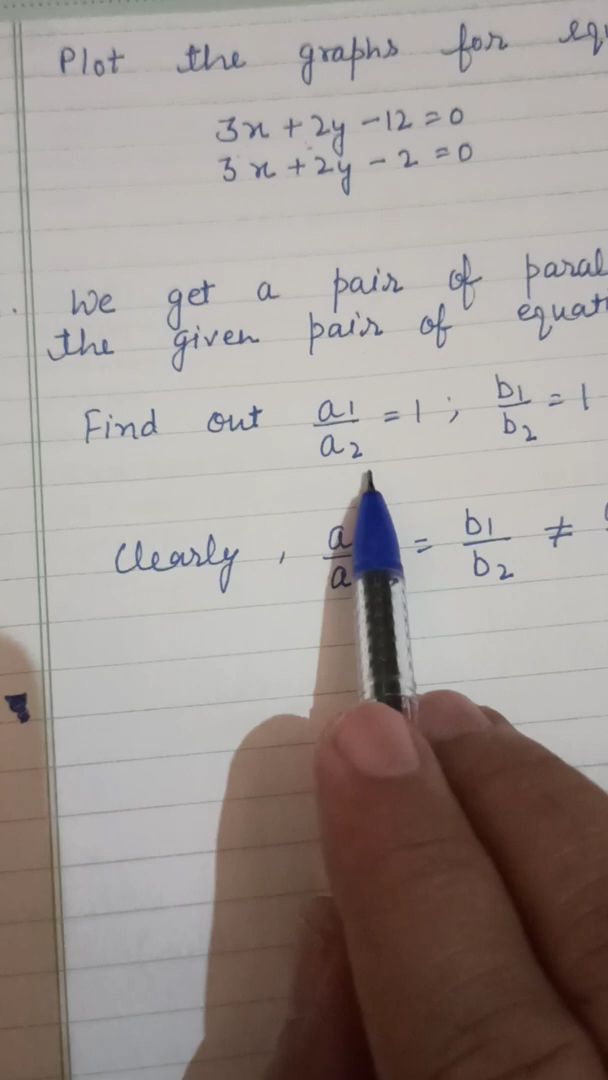 Plot the graphs for
3x + 2y - 12 = 0
3x + 2y - 2 = 0
We get a pair of
the given pair of
Find out a1/a2 = 1 ; b1/b2 = 1
Clearly , a/a = b1/b2 ≠